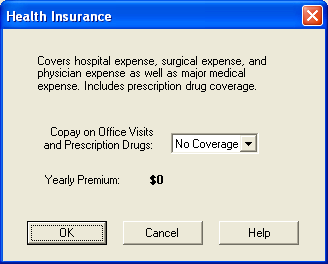 Health Insurance
Covers hospital expense, surgical expense, and
physician expense as well as major medical
expense. Includes prescription drug coverage.
Copay on Office Visits
and Prescription Drugs: No Coverage
Yearly Premium: $0
OK Cancel Help